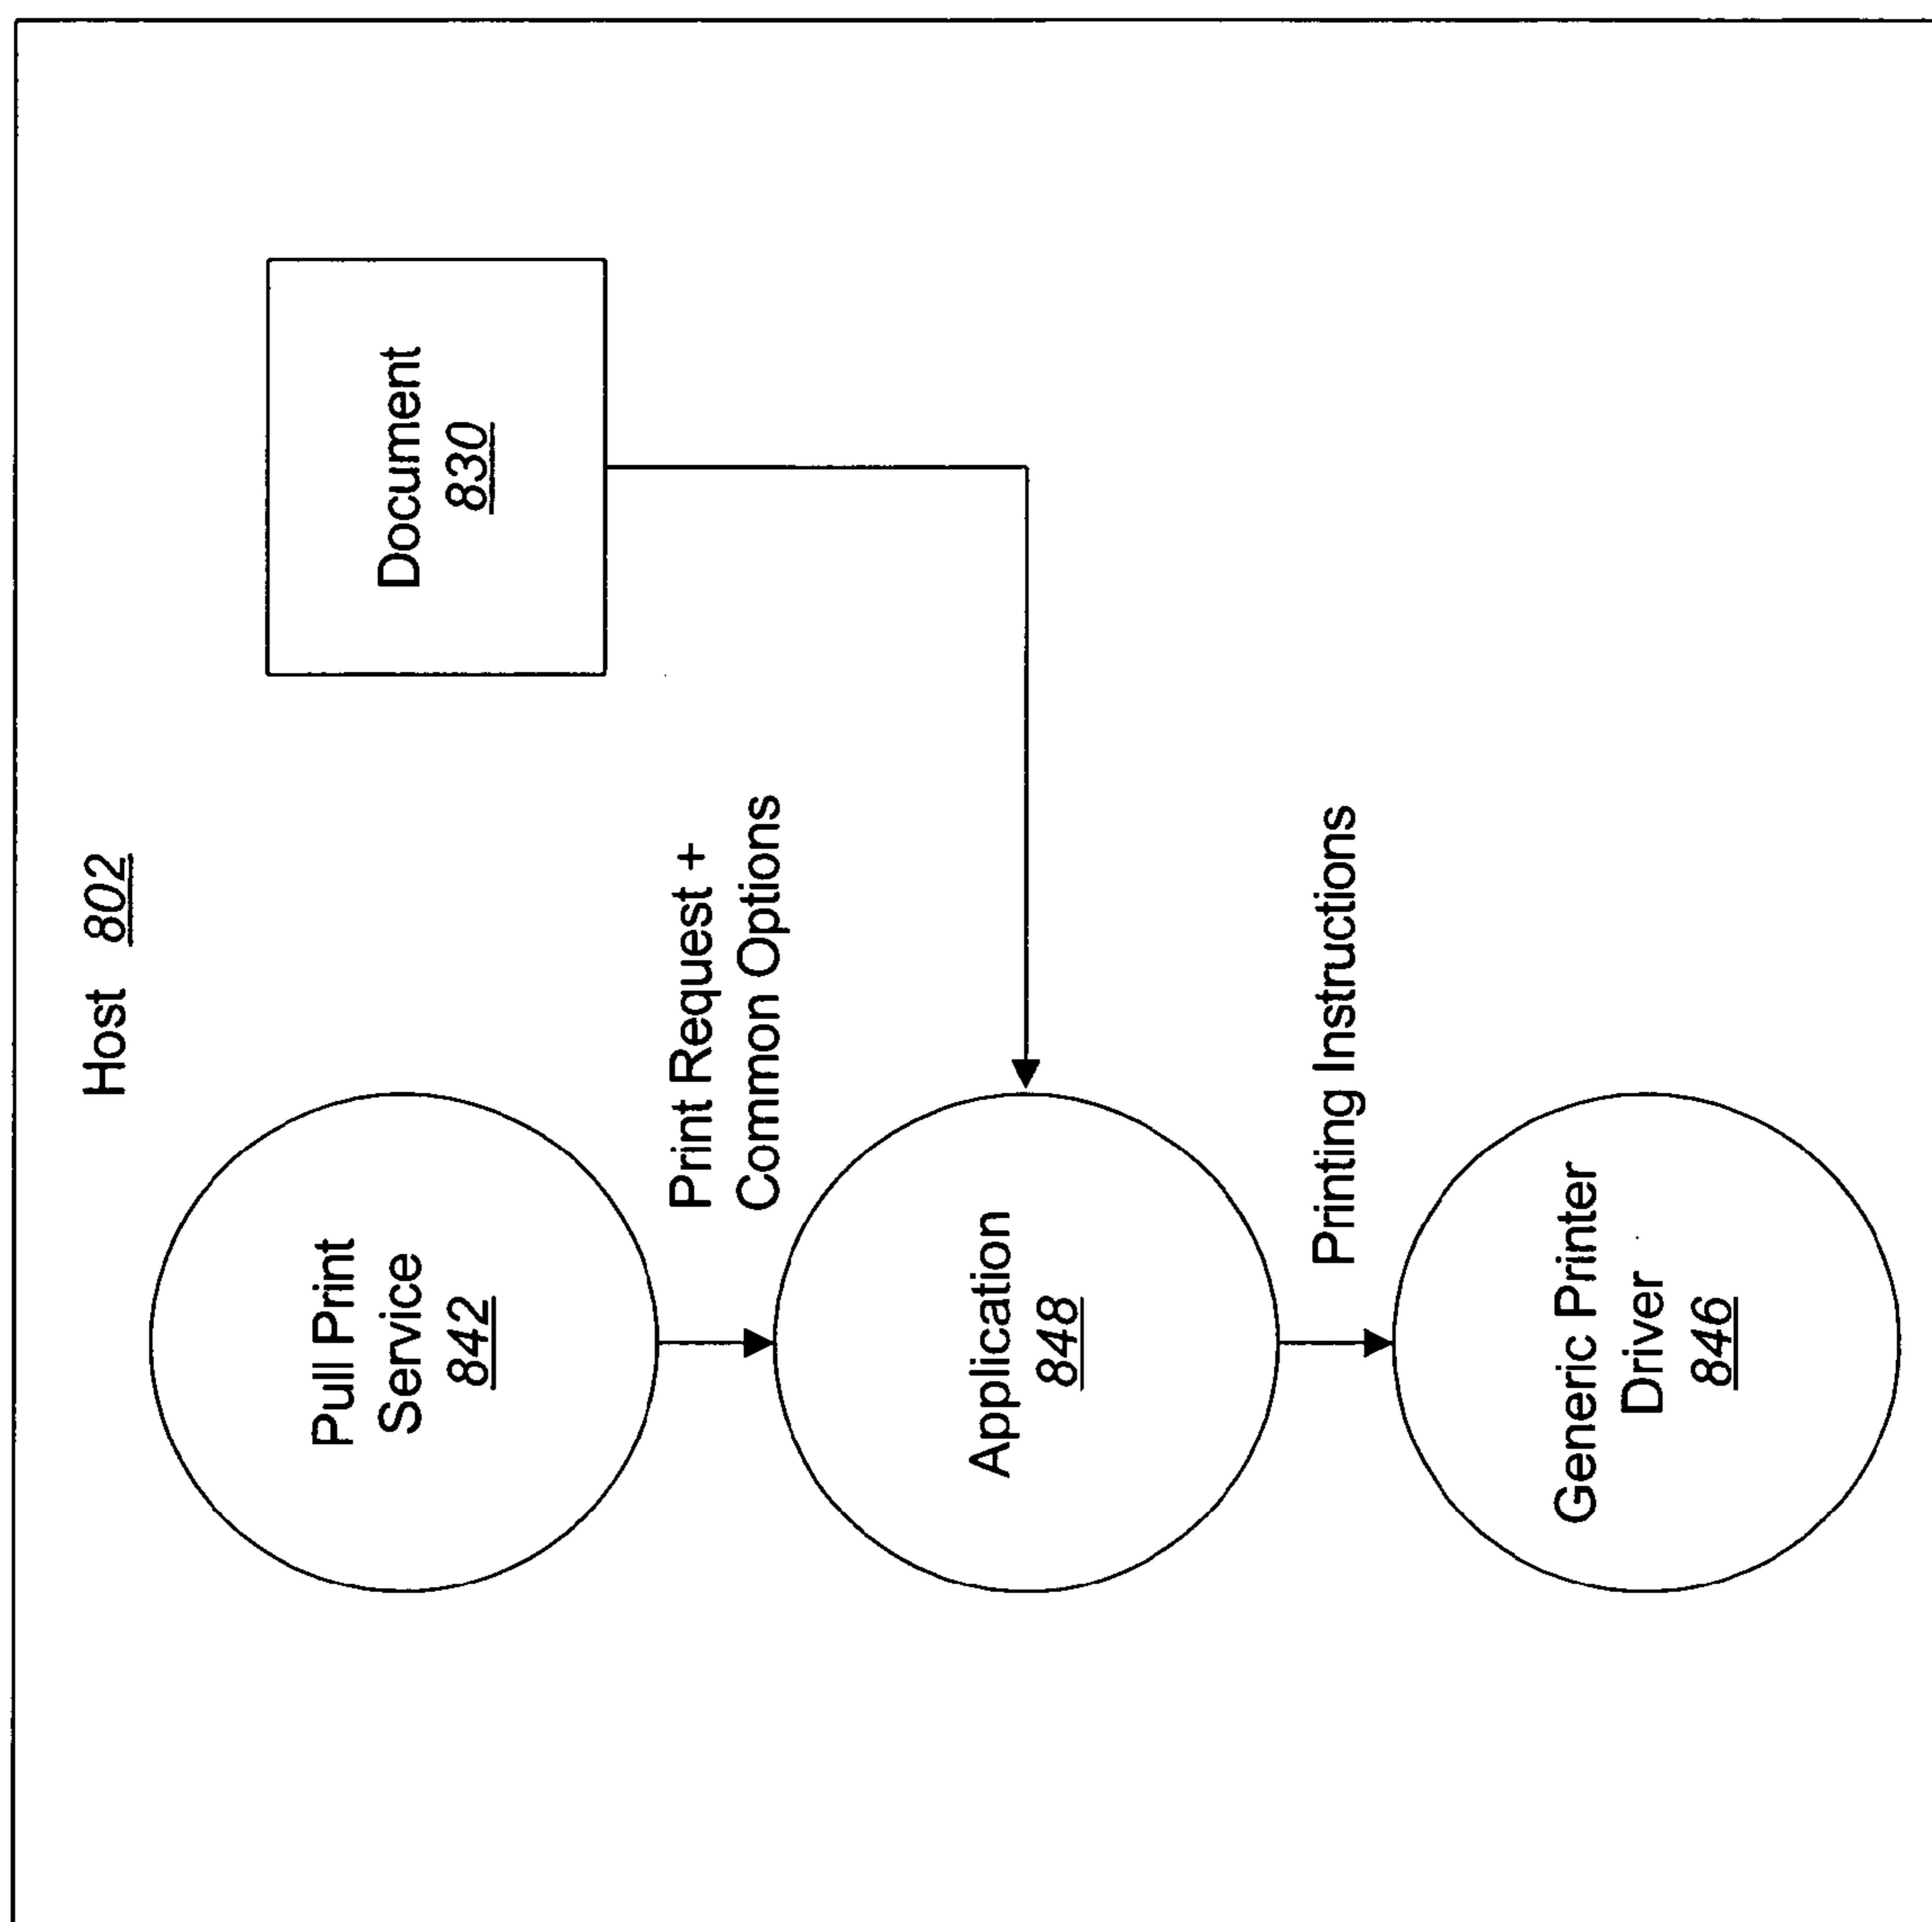 Host 802
Pull Print
Service
842
Document
830
Print Request +
Common Options
Application
848
Printing Instructions
Generic Printer
Driver
846